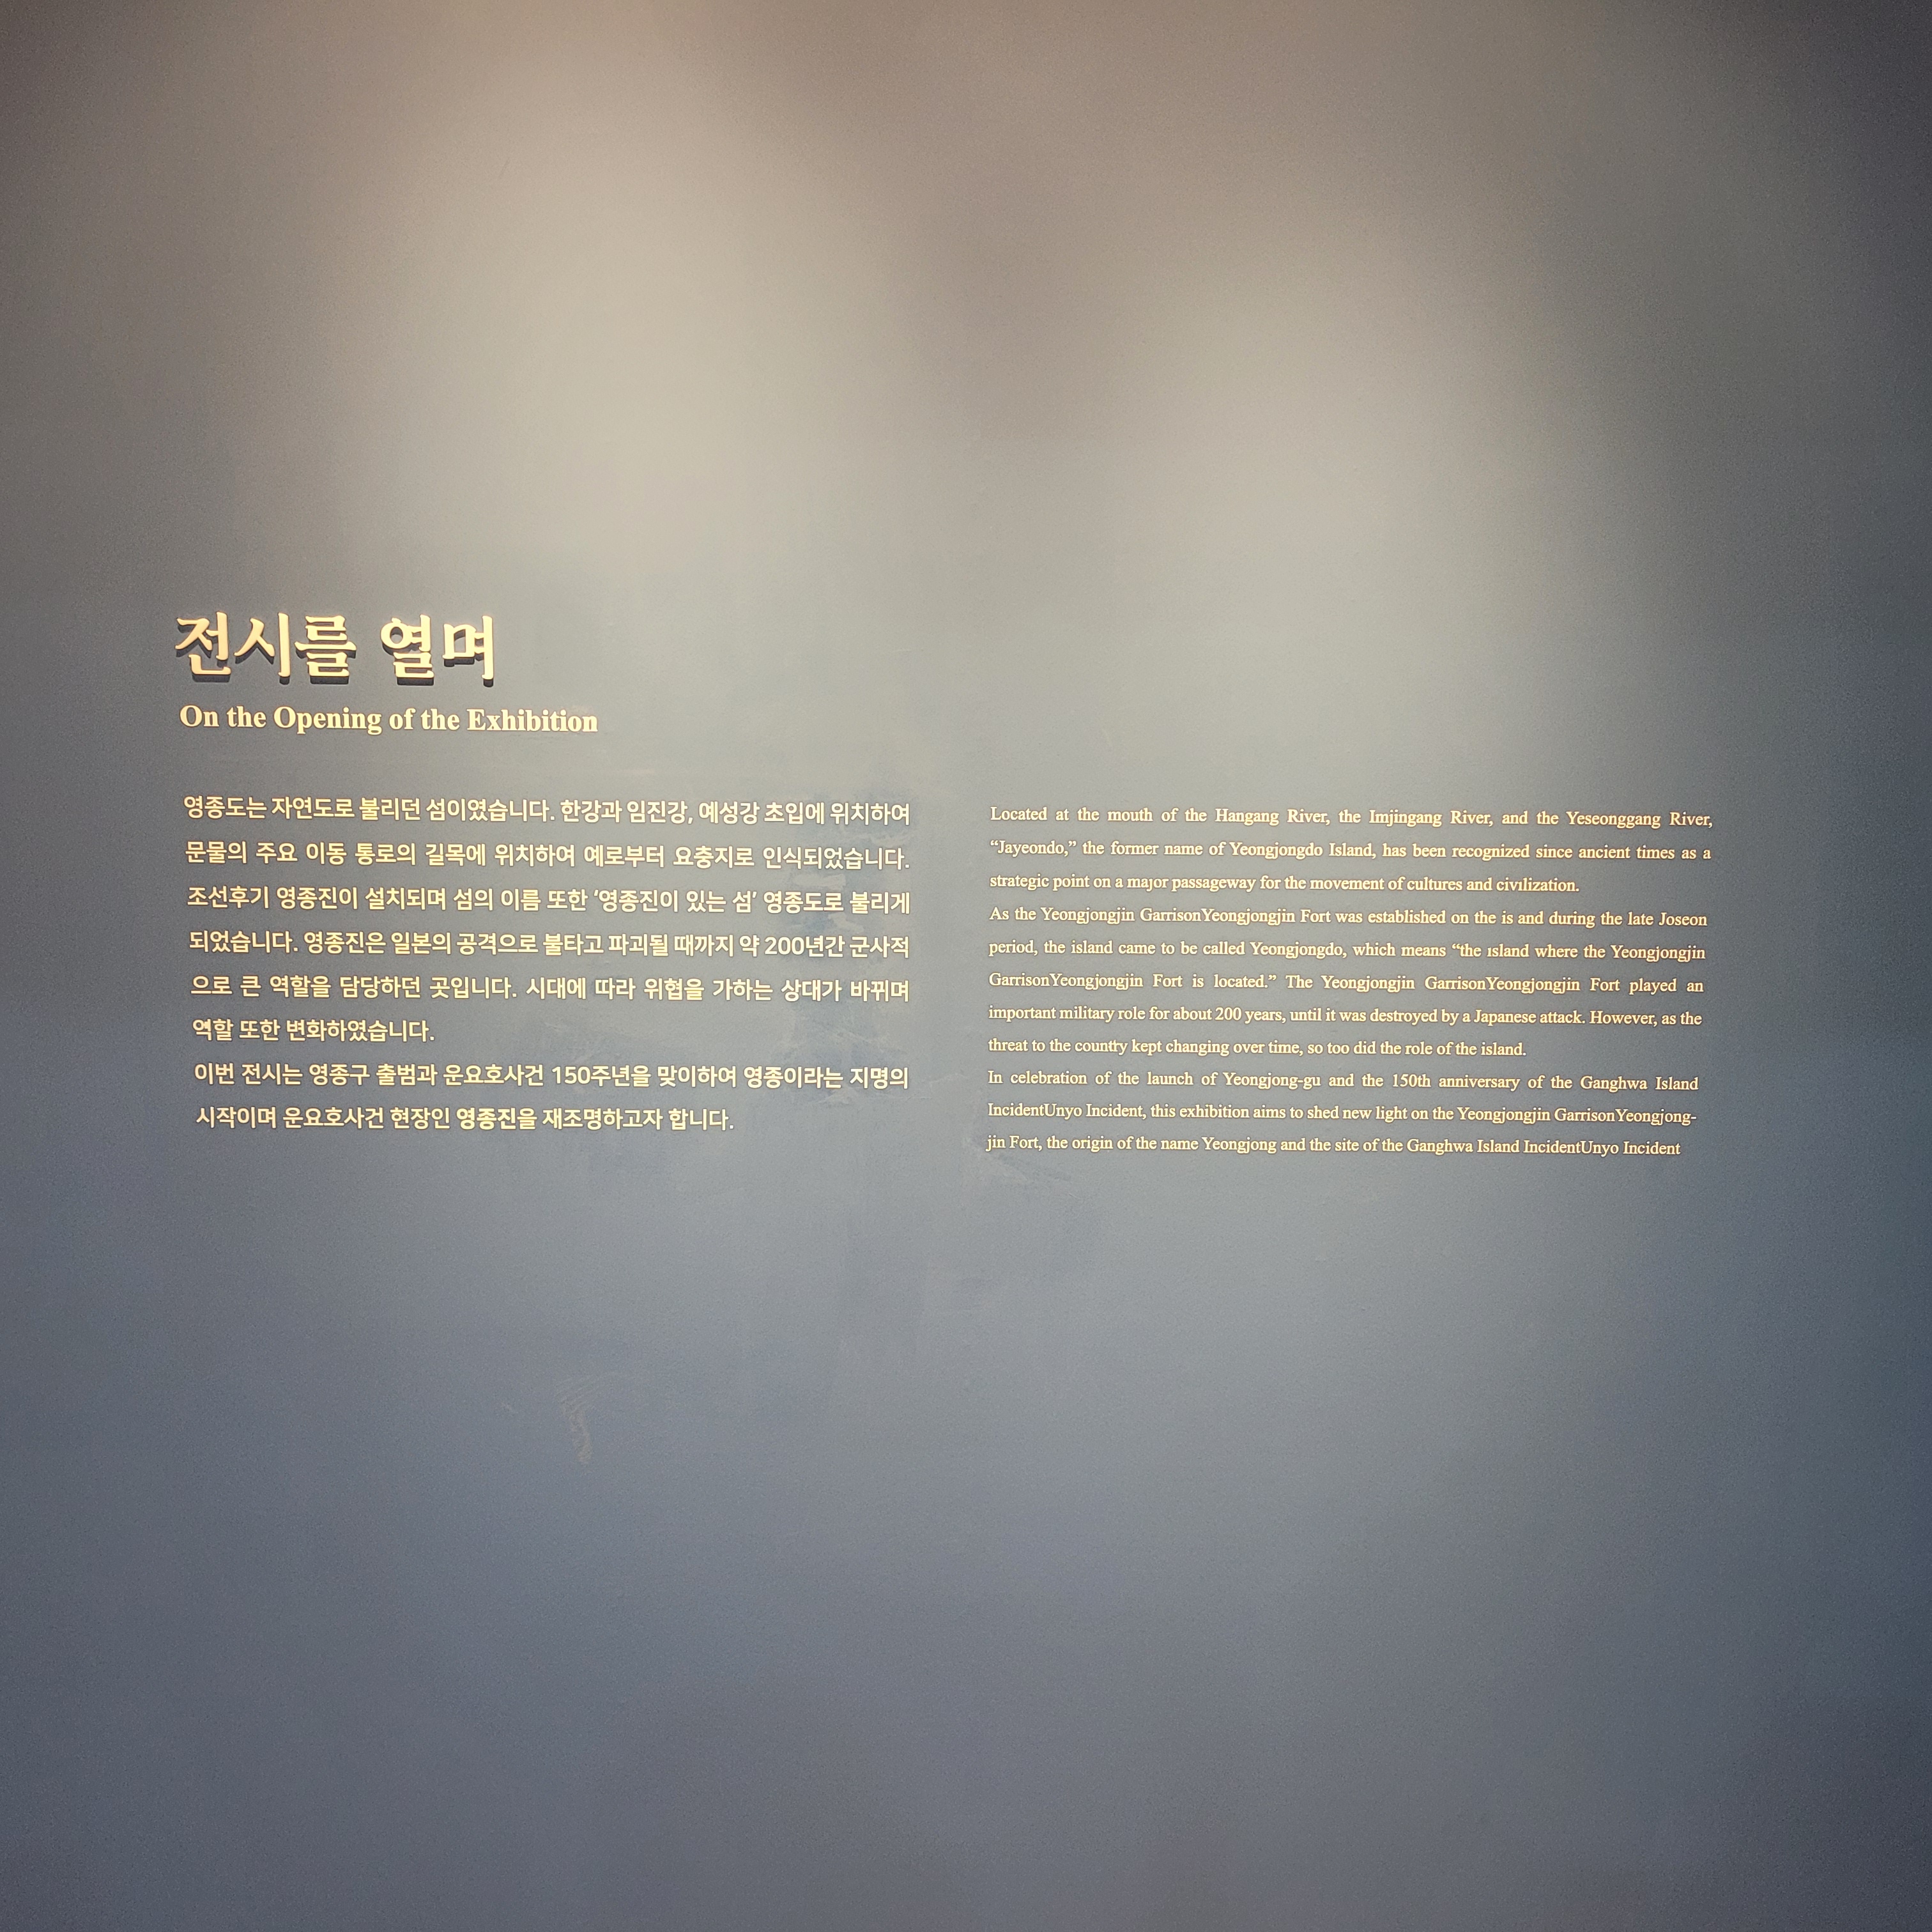 전시를 열며
On the Opening of the Exhibition
영종도는 자연도로 불리던 섬이였습니다. 한강과 임진강, 예성강 초입에 위치하여
문물의 주요 이동 통로의 길목에 위치하여 예로부터 요충지로 인식되었습니다.
조선후기 영종진이 설치되며 섬의 이름 또한 ‘영종진이 있는 섬’ 영종도로 불리게
되었습니다. 영종진은 일본의 공격으로 불타고 파괴될 때까지 약 200년간 군사적
으로 큰 역할을 담당하던 곳입니다. 시대에 따라 위협을 가하는 상대가 바뀌며
역할 또한 변화하였습니다.
이번 전시는 영종구 출범과 운요호사건 150주년을 맞이하여 영종이라는 지명의
시작이며 운요호사건 현장인 영종진을 재조명하고자 합니다.
Located at the mouth of the Hangang River, the Imjingang River, and the Yeseonggang River,
“Jayeondo,” the former name of Yeongjongdo Island, has been recognized since ancient times as a
strategic point on a major passageway for the movement of cultures and civilization.
As the Yeongjongjin GarrisonYeongjongjin Fort was established on the is and during the late Joseon
period, the island came to be called Yeongjongdo, which means “the island where the Yeongjongjin
GarrisonYeongjongjin Fort is located.” The Yeongjongjin GarrisonYeongjongjin Fort played an
important military role for about 200 years, until it was destroyed by a Japanese attack. However, as the
threat to the country kept changing over time, so too did the role of the island.
In celebration of the launch of Yeongjong-gu and the 150th anniversary of the Ganghwa Island
IncidentUnyo Incident, this exhibition aims to shed new light on the Yeongjongjin GarrisonYeongjong-
jin Fort, the origin of the name Yeongjong and the site of the Ganghwa Island IncidentUnyo Incident